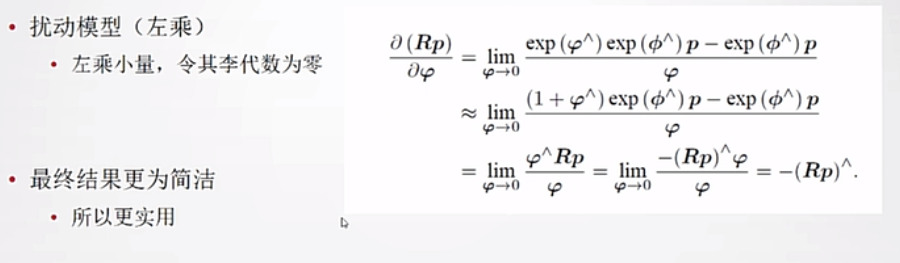 • 扰动模型（左乘）
• 左乘小量，令其李代数为零
• 最终结果更为简洁
• 所以更实用
∂(Rp)/∂φ = lim_{φ→0} (exp(φ^) exp(ϕ^) p − exp(ϕ^) p)/φ
≈ lim_{φ→0} ((1 + φ^) exp(ϕ^) p − exp(ϕ^) p)/φ
= lim_{φ→0} φ^Rp/φ = lim_{φ→0} −(Rp)^φ/φ = −(Rp)^.